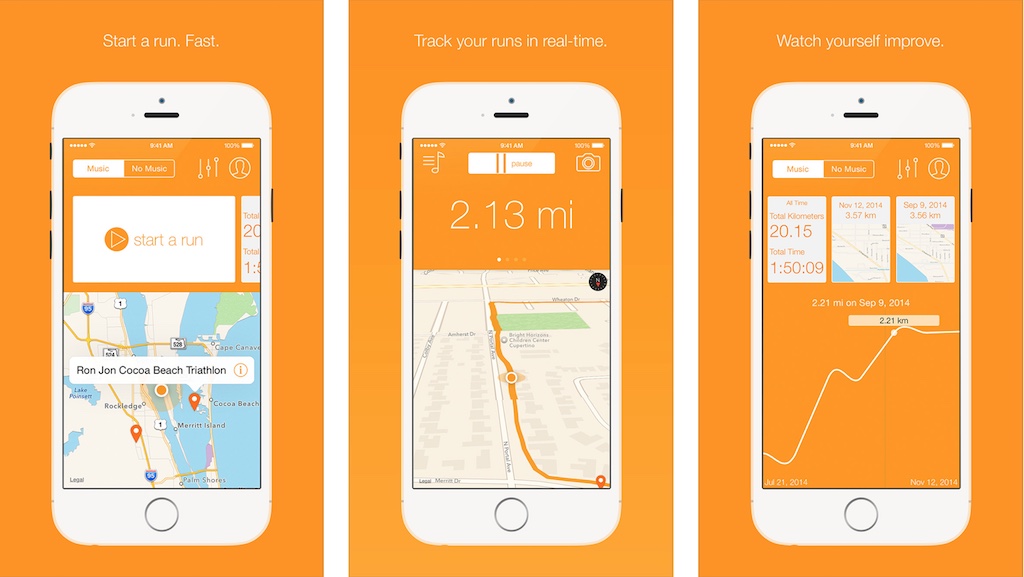 Start a run. Fast.
9:41 AM
100%
Music
No Music
start a run
Total
20
Total
1:5
1
95
528
524
Cape Canave
Ron Jon Cocoa Beach Triathlon
Lake
Poinsett
Rockledge
Cocoa Beach
1
Merritt Island
95
Legal
Palm Shores
Track your runs in real-time.
9:41 AM
100%
pause
2.13 mi
N
Wheaton Dr
Amherst Dr
N Portal Ave
Bright Horizons
Children Center
Cupertino
N Portal Ave
Legal
Merritt Dr
Watch yourself improve.
9:41 AM
100%
Music
No Music
All Time
Total Kilometers
20.15
Total Time
1:50:09
Nov 12, 2014
3.57 km
Sep 9, 2014
3.56 km
2.21 mi on Sep 9, 2014
2.21 km
Jul 21, 2014
Nov 12, 2014